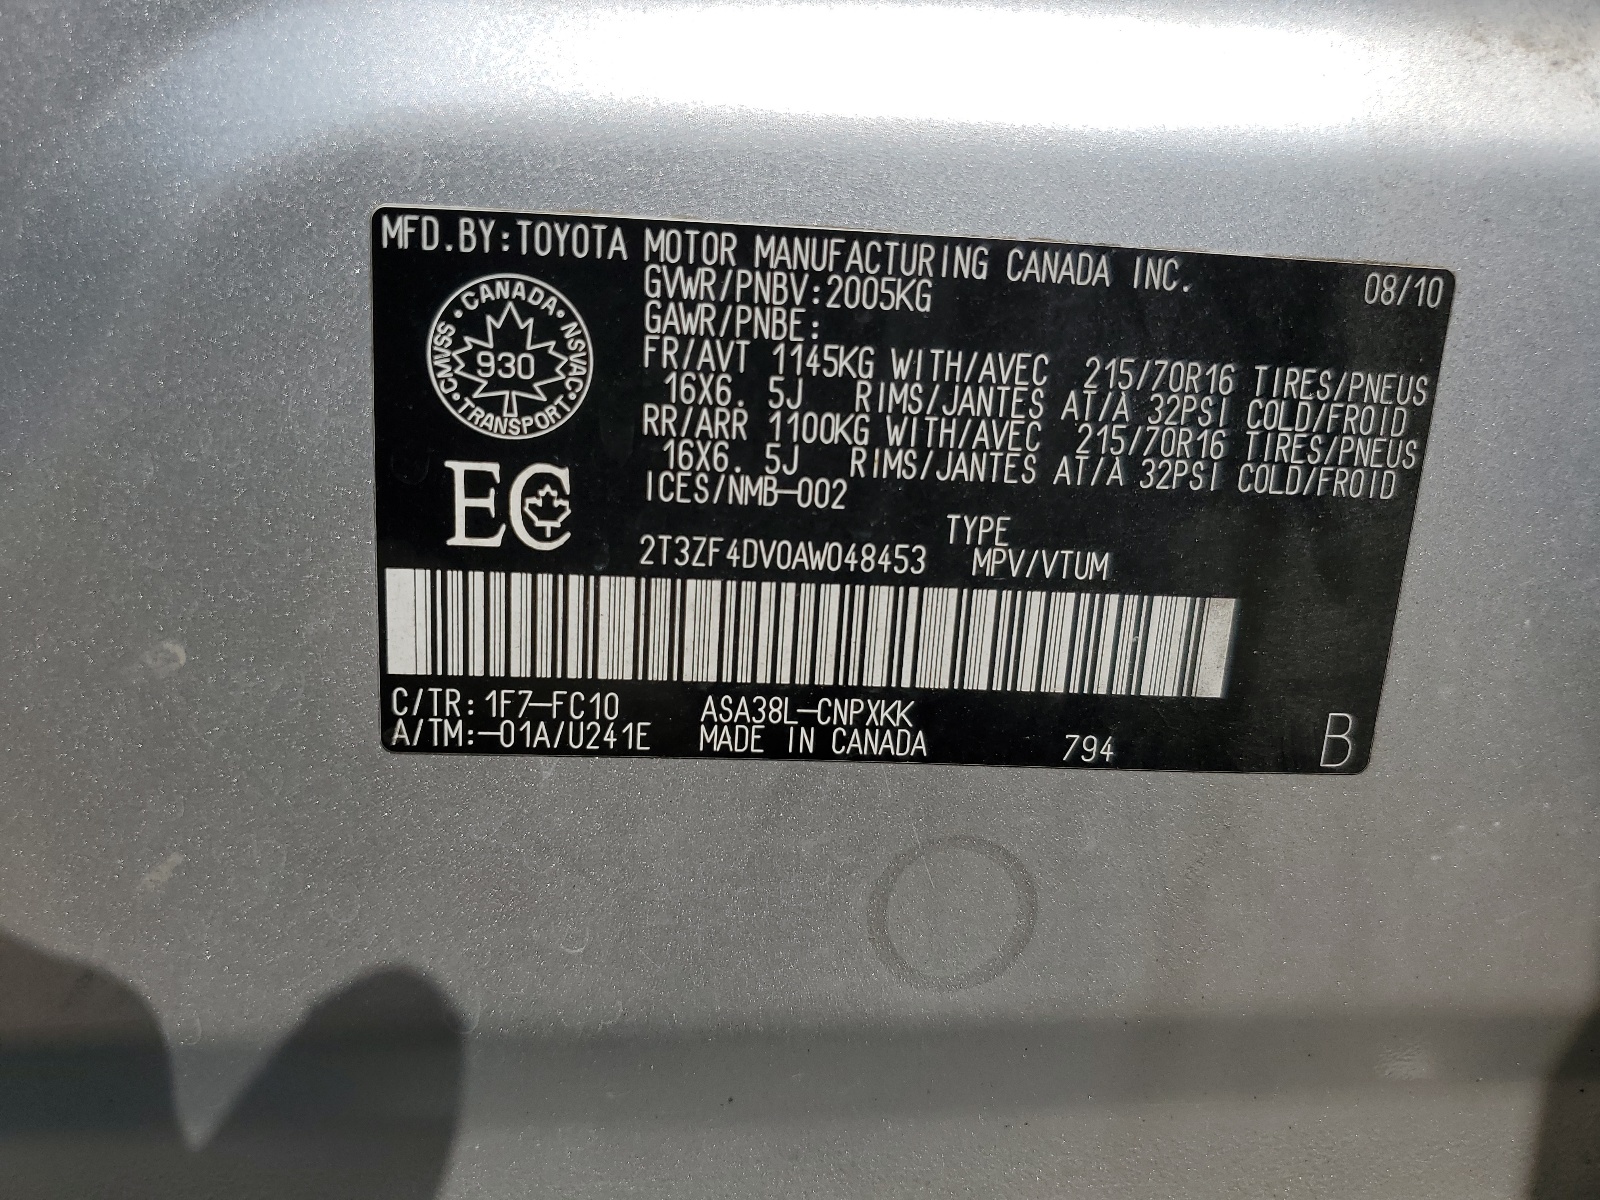 MFD.BY:TOYOTA MOTOR MANUFACTURING CANADA INC. 08/10
GVWR/PNBV:2005KG
GAWR/PNBE:
FR/AVT 1145KG WITH/AVEC 215/70R16 TIRES/PNEUS
16X6. 5J RIMS/JANTES AT/A 32PSI COLD/FROID
RR/ARR 1100KG WITH/AVEC 215/70R16 TIRES/PNEUS
16X6. 5J RIMS/JANTES AT/A 32PSI COLD/FROID
ICES/NMB-002
CANADA · NSVAC · TRANSPORT · CMVSS
930
EC
TYPE
2T3ZF4DV0AW048453 MPV/VTUM
C/TR: 1F7-FC10 ASA38L-CNPXKK
A/TM:-01A/U241E MADE IN CANADA 794 B